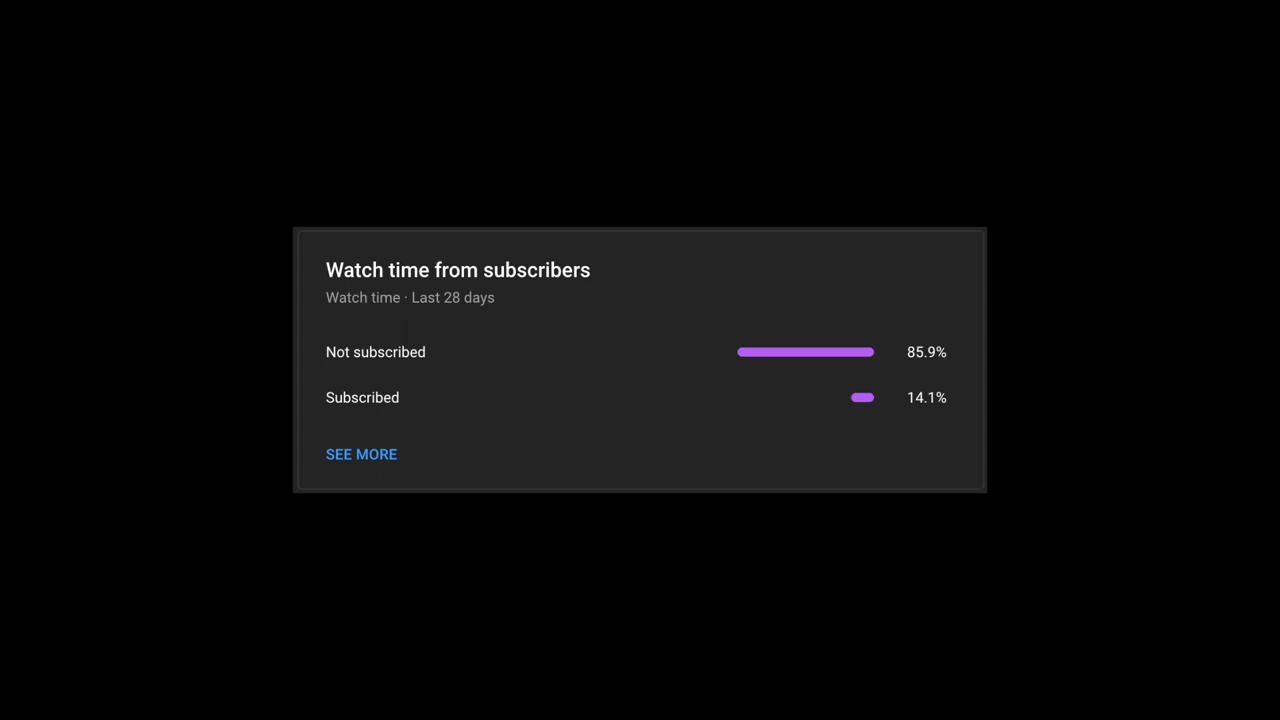 Watch time from subscribers
Watch time · Last 28 days
Not subscribed 85.9%
Subscribed 14.1%
SEE MORE